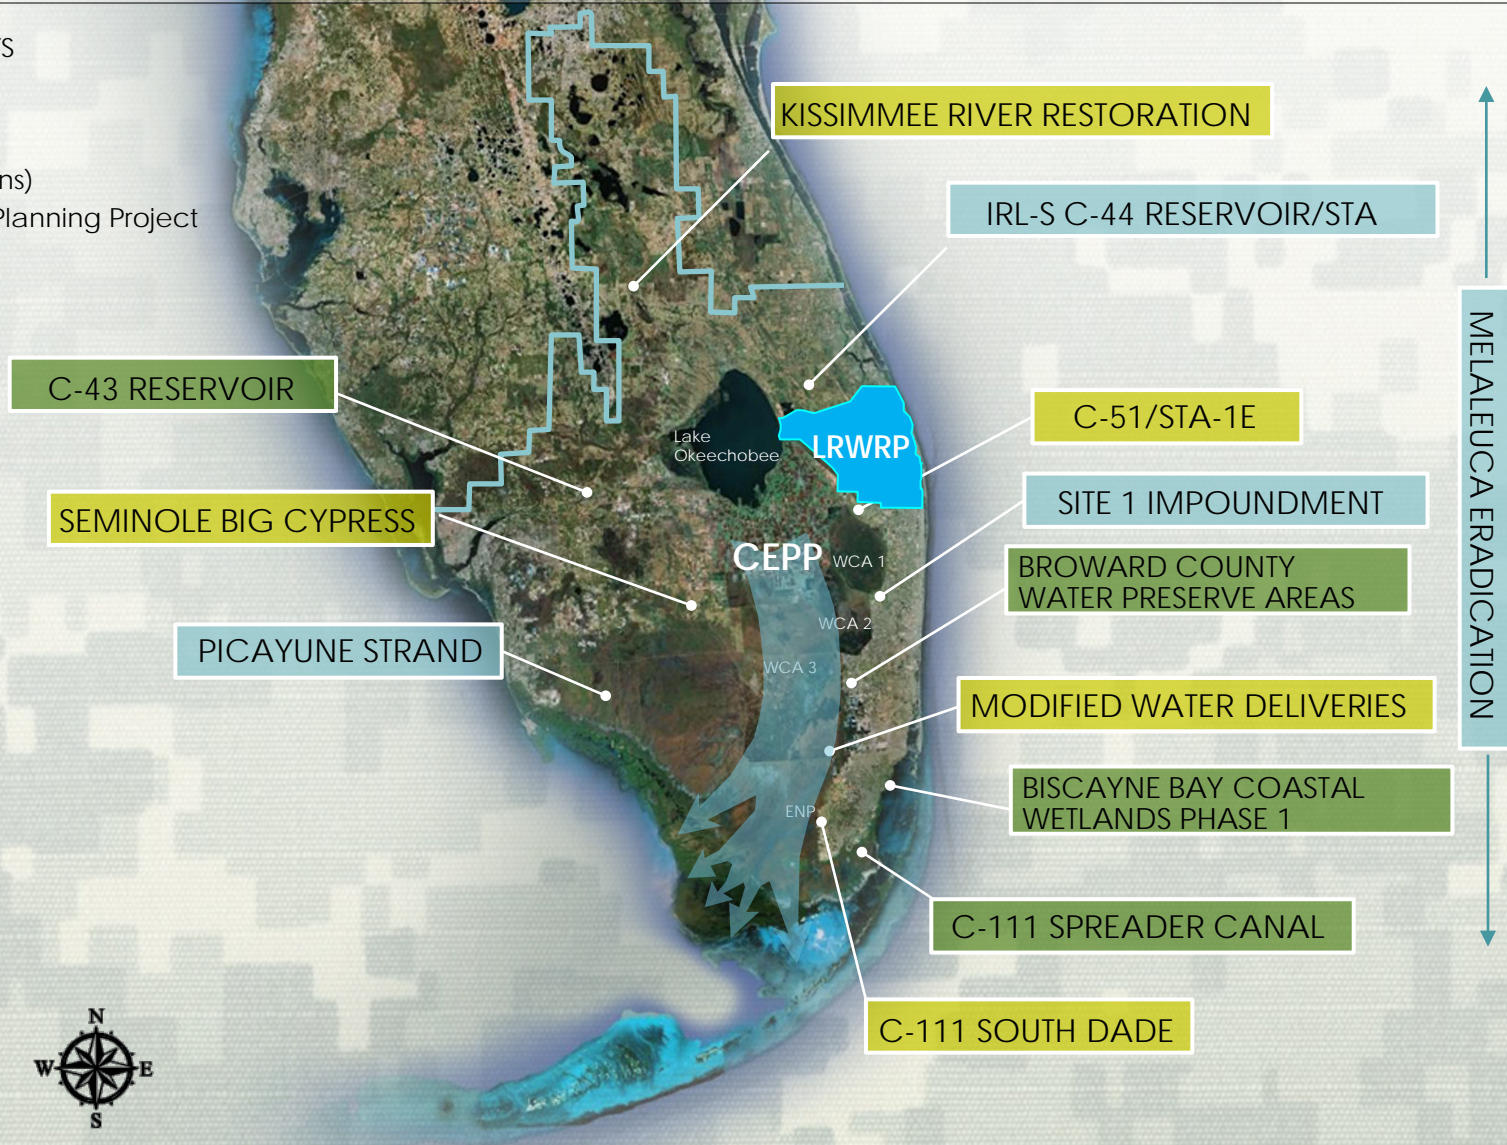 S
ns)
Planning Project
KISSIMMEE RIVER RESTORATION
IRL-S C-44 RESERVOIR/STA
C-43 RESERVOIR
C-51/STA-1E
Lake
Okeechobee
LRWRP
SEMINOLE BIG CYPRESS
SITE 1 IMPOUNDMENT
CEPP
WCA 1
BROWARD COUNTY
WATER PRESERVE AREAS
WCA 2
PICAYUNE STRAND
WCA 3
MODIFIED WATER DELIVERIES
MELALEUCA ERADICATION
BISCAYNE BAY COASTAL
WETLANDS PHASE 1
ENP
C-111 SPREADER CANAL
C-111 SOUTH DADE
N
W
E
S